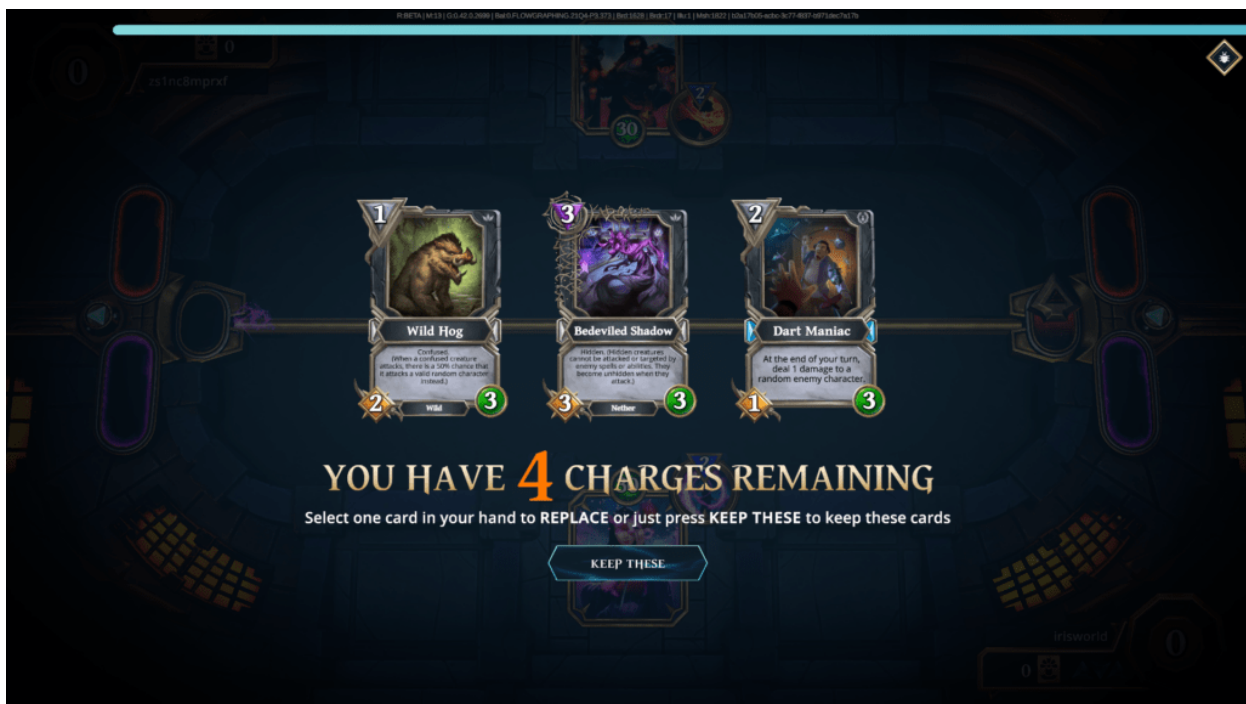 0
zs1nc8mprxf
0
2
30
1
3
2
Wild Hog
Bedeviled Shadow
Dart Maniac
Confused.
(When a confused creature
attacks, there is a 50% chance that
it attacks a valid random character
instead.)
Hidden. (Hidden creatures
cannot be attacked or targeted by
enemy spells or abilities. They
become unhidden when they
attack.)
At the end of your turn,
deal 1 damage to a
random enemy character.
2
Wild
3
3
Nether
3
1
3
YOU HAVE 4 CHARGES REMAINING
Select one card in your hand to REPLACE or just press KEEP THESE to keep these cards
KEEP THESE
irisworld
0
0